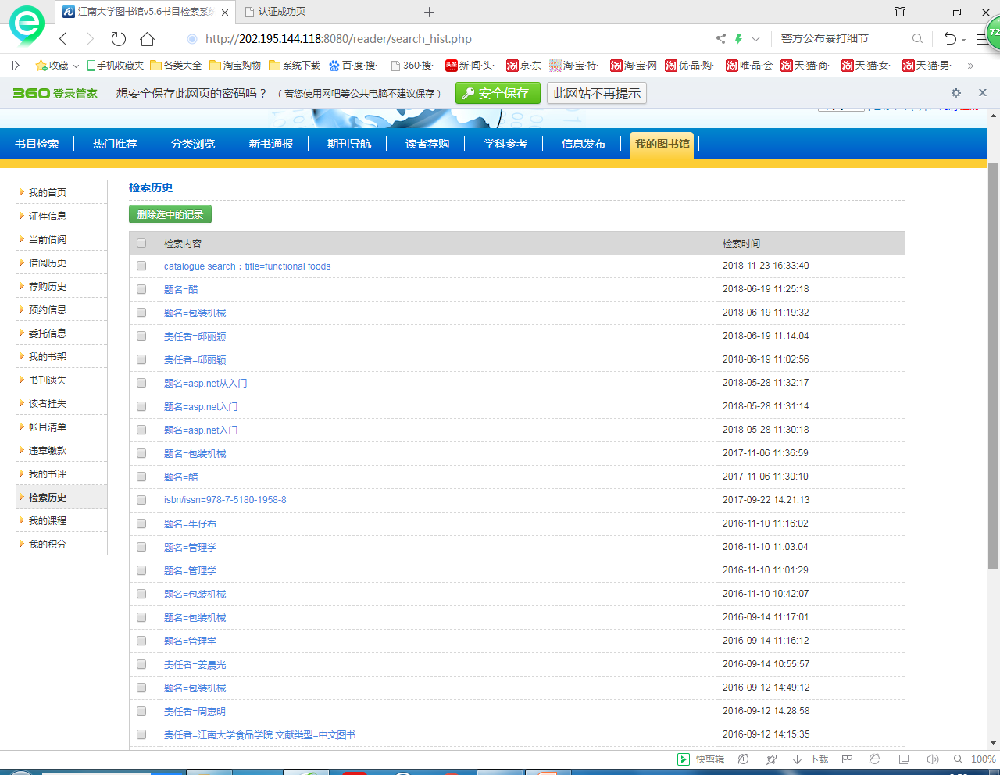 江南大学图书馆v5.6书目检索系统
认证成功页
http://202.195.144.118:8080/reader/search_hist.php
警方公布暴打细节
72
收藏 手机收藏夹 各类大全 淘宝购物 系统下载 百·度·搜· 360·搜· 新·闻·头· 京·东 淘·宝·特· 淘·宝·网 优·品·购· 唯·品·会 天·猫·商· 天·猫·女· 天·猫·男·
360登录管家 想安全保存此网页的密码吗？ （若您使用网吧等公共电脑不建议保存） 安全保存 此网站不再提示
书目检索 热门推荐 分类浏览 新书通报 期刊导航 读者荐购 学科参考 信息发布 我的图书馆
我的首页
证件信息
当前借阅
借阅历史
荐购历史
预约信息
委托信息
我的书架
书刊遗失
读者挂失
帐目清单
违章缴款
我的书评
检索历史
我的课程
我的积分
检索历史
删除选中的记录
检索内容 检索时间
catalogue search：title=functional foods 2018-11-23 16:33:40
题名=醋 2018-06-19 11:25:18
题名=包装机械 2018-06-19 11:19:32
责任者=邱丽颖 2018-06-19 11:14:04
责任者=邱丽颖 2018-06-19 11:02:56
题名=asp.net从入门 2018-05-28 11:32:17
题名=asp.net入门 2018-05-28 11:31:14
题名=asp.net入门 2018-05-28 11:30:18
题名=包装机械 2017-11-06 11:36:59
题名=醋 2017-11-06 11:30:10
isbn/issn=978-7-5180-1958-8 2017-09-22 14:21:13
题名=牛仔布 2016-11-10 11:16:02
题名=管理学 2016-11-10 11:03:04
题名=管理学 2016-11-10 11:01:29
题名=包装机械 2016-11-10 10:42:07
题名=包装机械 2016-09-14 11:17:01
题名=管理学 2016-09-14 11:16:12
责任者=姜晨光 2016-09-14 10:55:57
题名=包装机械 2016-09-12 14:49:12
责任者=周惠明 2016-09-12 14:28:58
责任者=江南大学食品学院 文献类型=中文图书 2016-09-12 14:15:35
快剪辑 下载 100%